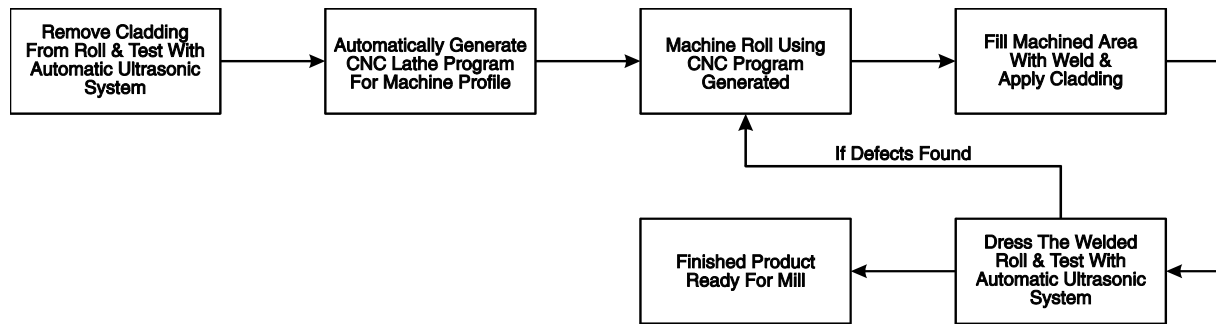 Remove Cladding
From Roll & Test With
Automatic Ultrasonic
System
Automatically Generate
CNC Lathe Program
For Machine Profile
Machine Roll Using
CNC Program
Generated
Fill Machined Area
With Weld &
Apply Cladding
If Defects Found
Finished Product
Ready For Mill
Dress The Welded
Roll & Test With
Automatic Ultrasonic
System